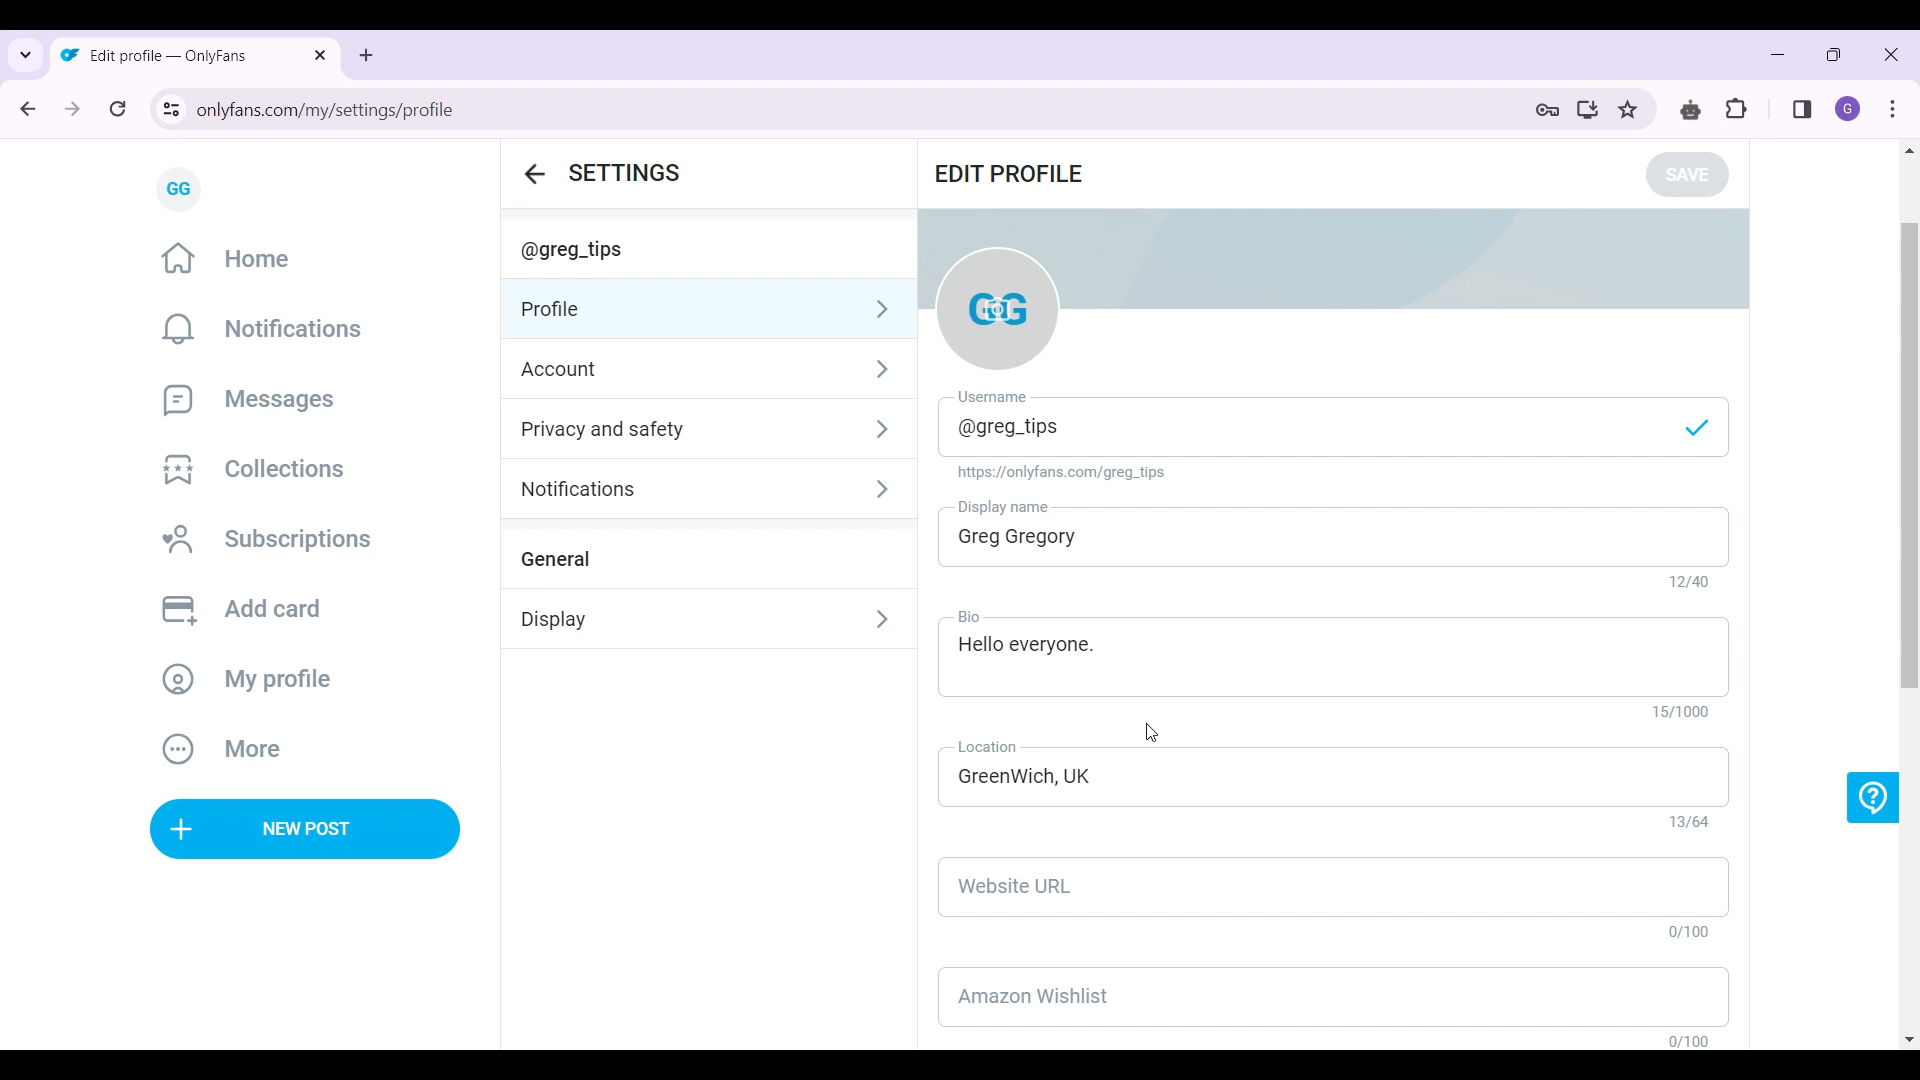 Edit profile — OnlyFans
onlyfans.com/my/settings/profile
G
GG
Home
Notifications
Messages
Collections
Subscriptions
Add card
My profile
More
NEW POST
SETTINGS
@greg_tips
Profile
Account
Privacy and safety
Notifications
General
Display
EDIT PROFILE
SAVE
GG
Username
@greg_tips
https://onlyfans.com/greg_tips
Display name
Greg Gregory
12/40
Bio
Hello everyone.
15/1000
Location
GreenWich, UK
13/64
Website URL
0/100
Amazon Wishlist
0/100